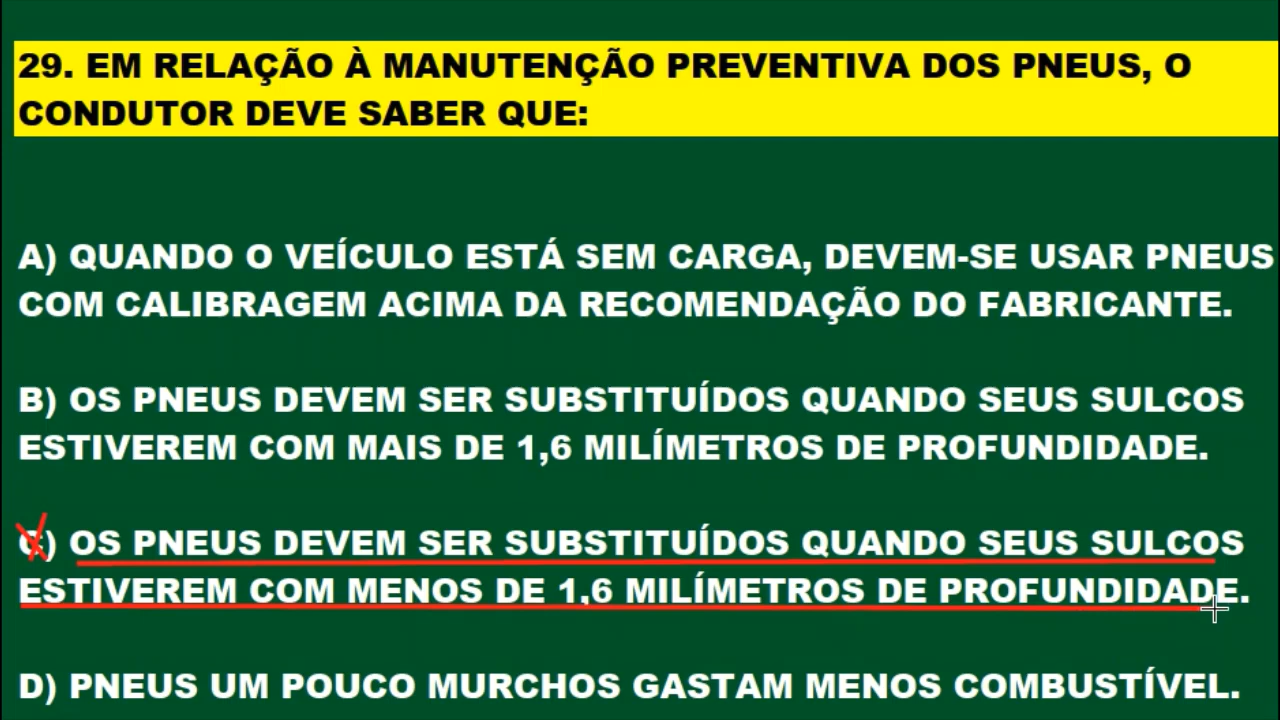 29. EM RELAÇÃO À MANUTENÇÃO PREVENTIVA DOS PNEUS, O
CONDUTOR DEVE SABER QUE:
A) QUANDO O VEÍCULO ESTÁ SEM CARGA, DEVEM-SE USAR PNEUS
COM CALIBRAGEM ACIMA DA RECOMENDAÇÃO DO FABRICANTE.
B) OS PNEUS DEVEM SER SUBSTITUÍDOS QUANDO SEUS SULCOS
ESTIVEREM COM MAIS DE 1,6 MILÍMETROS DE PROFUNDIDADE.
C) OS PNEUS DEVEM SER SUBSTITUÍDOS QUANDO SEUS SULCOS
ESTIVEREM COM MENOS DE 1,6 MILÍMETROS DE PROFUNDIDADE.
D) PNEUS UM POUCO MURCHOS GASTAM MENOS COMBUSTÍVEL.